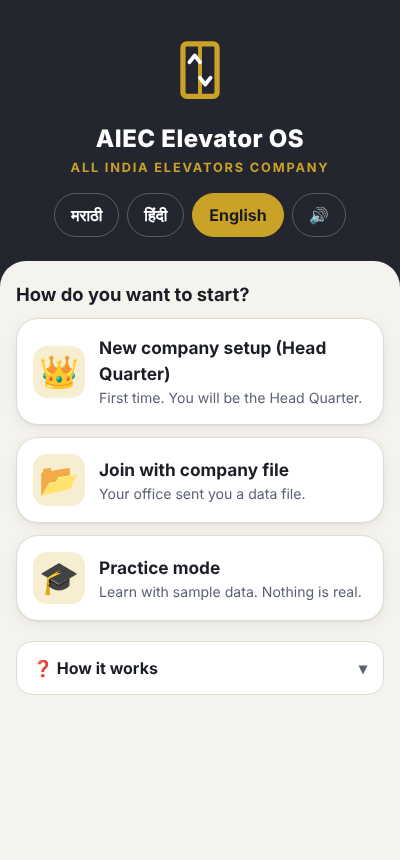 AIEC Elevator OS
ALL INDIA ELEVATORS COMPANY
मराठी
हिंदी
English
How do you want to start?
New company setup (Head
Quarter)
First time. You will be the Head Quarter.
Join with company file
Your office sent you a data file.
Practice mode
Learn with sample data. Nothing is real.
❓ How it works